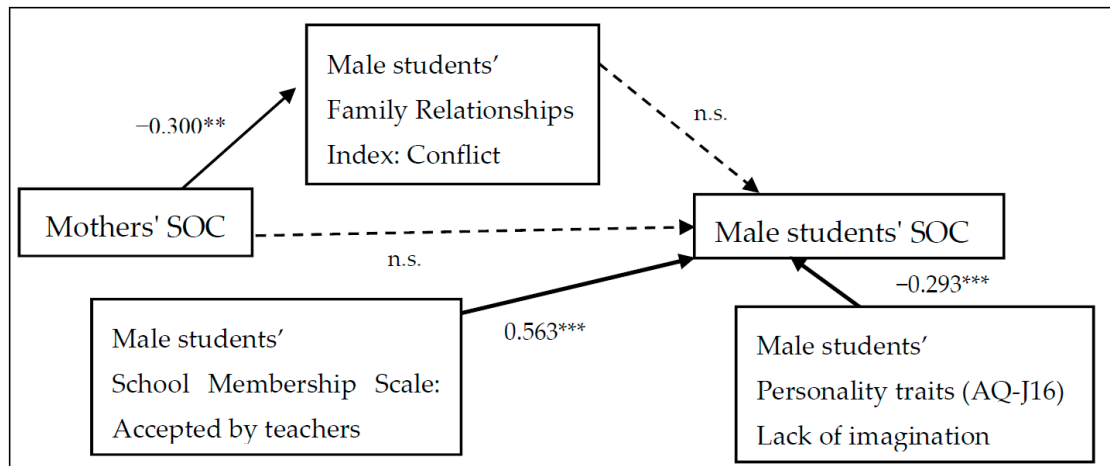 Male students’
Family Relationships
Index: Conflict
n.s.
−0.300**
Mothers' SOC
Male students' SOC
n.s.
−0.293***
0.563***
Male students’
School Membership Scale:
Accepted by teachers
Male students’
Personality traits (AQ-J16)
Lack of imagination